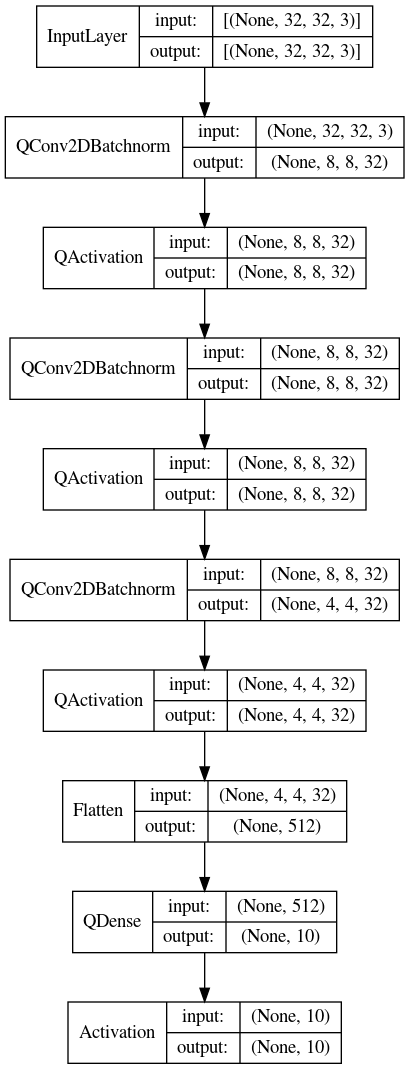 InputLayer
input: [(None, 32, 32, 3)]
output: [(None, 32, 32, 3)]
QConv2DBatchnorm
input: (None, 32, 32, 3)
output: (None, 8, 8, 32)
QActivation
input: (None, 8, 8, 32)
output: (None, 8, 8, 32)
QConv2DBatchnorm
input: (None, 8, 8, 32)
output: (None, 8, 8, 32)
QActivation
input: (None, 8, 8, 32)
output: (None, 8, 8, 32)
QConv2DBatchnorm
input: (None, 8, 8, 32)
output: (None, 4, 4, 32)
QActivation
input: (None, 4, 4, 32)
output: (None, 4, 4, 32)
Flatten
input: (None, 4, 4, 32)
output: (None, 512)
QDense
input: (None, 512)
output: (None, 10)
Activation
input: (None, 10)
output: (None, 10)